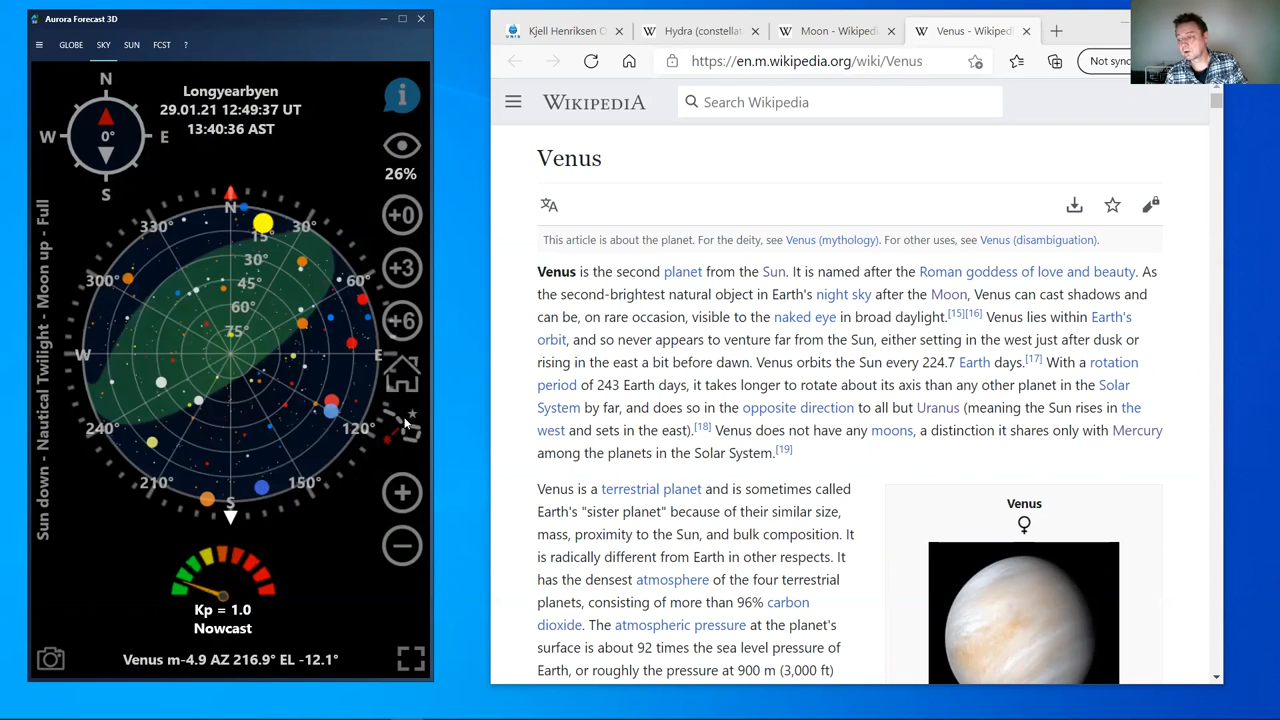 Aurora Forecast 3D
GLOBE SKY SUN FCST ?
N
W 0° E
S
Longyearbyen
29.01.21 12:49:37 UT
13:40:36 AST
26%
+0
+3
+6
Sun down - Nautical Twilight - Moon up - Full
N
330° 15° 30°
30°
300° 45° 60°
60°
75°
W E
240° 120°
210° 150°
S
Kp = 1.0
Nowcast
Venus m-4.9 AZ 216.9° EL -12.1°
Kjell Henriksen O
Hydra (constellat
Moon - Wikipedi
Venus - Wikiped
https://en.m.wikipedia.org/wiki/Venus
Not sync
WIKIPEDIA
Search Wikipedia
Venus
This article is about the planet. For the deity, see Venus (mythology). For other uses, see Venus (disambiguation).
Venus is the second planet from the Sun. It is named after the Roman goddess of love and beauty. As
the second-brightest natural object in Earth's night sky after the Moon, Venus can cast shadows and
can be, on rare occasion, visible to the naked eye in broad daylight.[15][16] Venus lies within Earth's
orbit, and so never appears to venture far from the Sun, either setting in the west just after dusk or
rising in the east a bit before dawn. Venus orbits the Sun every 224.7 Earth days.[17] With a rotation
period of 243 Earth days, it takes longer to rotate about its axis than any other planet in the Solar
System by far, and does so in the opposite direction to all but Uranus (meaning the Sun rises in the
west and sets in the east).[18] Venus does not have any moons, a distinction it shares only with Mercury
among the planets in the Solar System.[19]
Venus is a terrestrial planet and is sometimes called
Earth's "sister planet" because of their similar size,
mass, proximity to the Sun, and bulk composition. It
is radically different from Earth in other respects. It
has the densest atmosphere of the four terrestrial
planets, consisting of more than 96% carbon
dioxide. The atmospheric pressure at the planet's
surface is about 92 times the sea level pressure of
Earth, or roughly the pressure at 900 m (3,000 ft)
Venus
♀